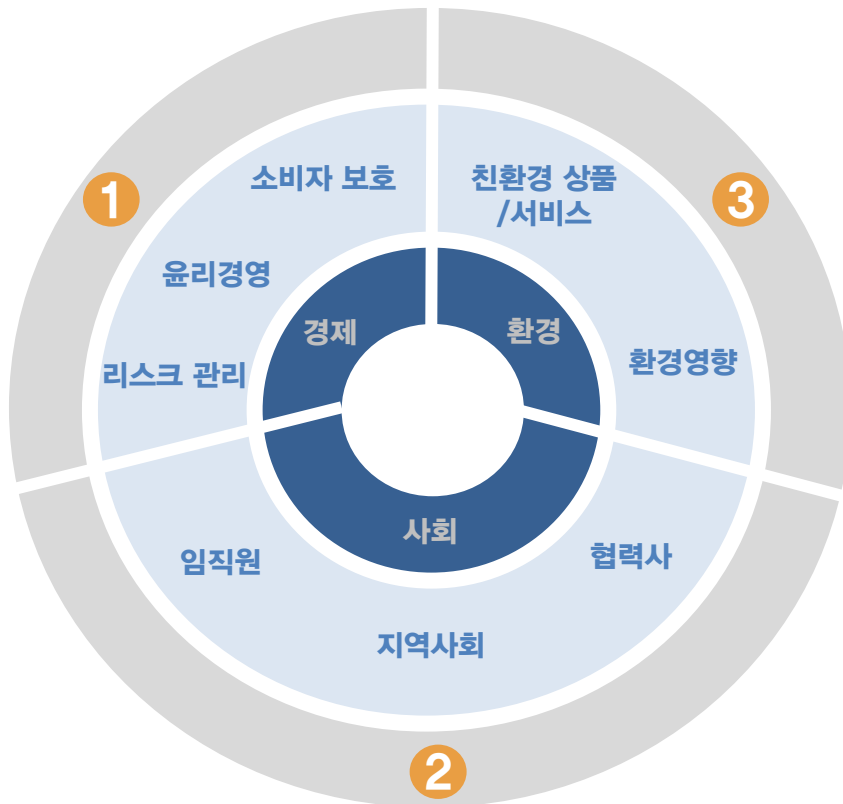 1
소비자 보호
윤리경영
리스크 관리
경제
3
친환경 상품
/서비스
환경영향
환경
사회
임직원
지역사회
협력사
2